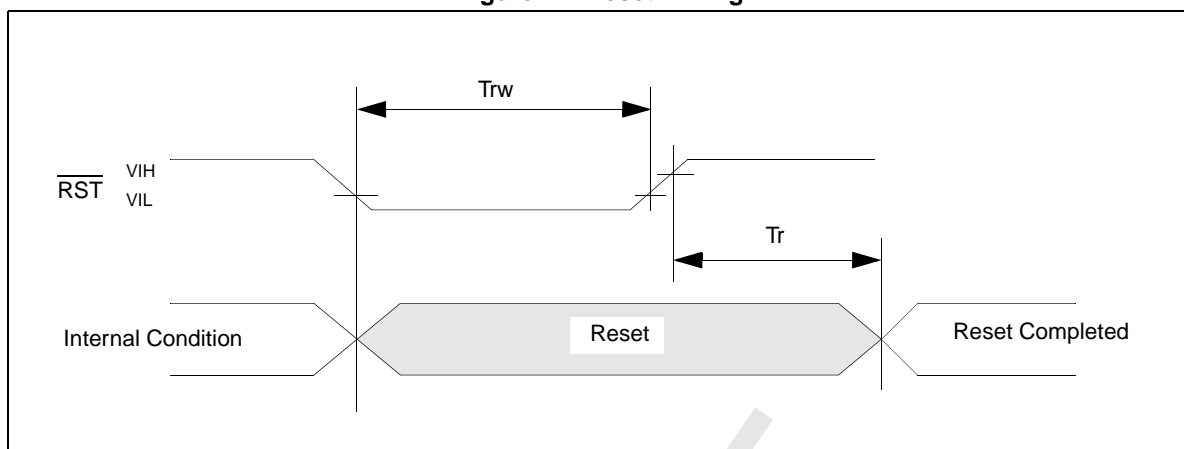 Trw
RST
VIH
VIL
Tr
Internal Condition
Reset
Reset Completed